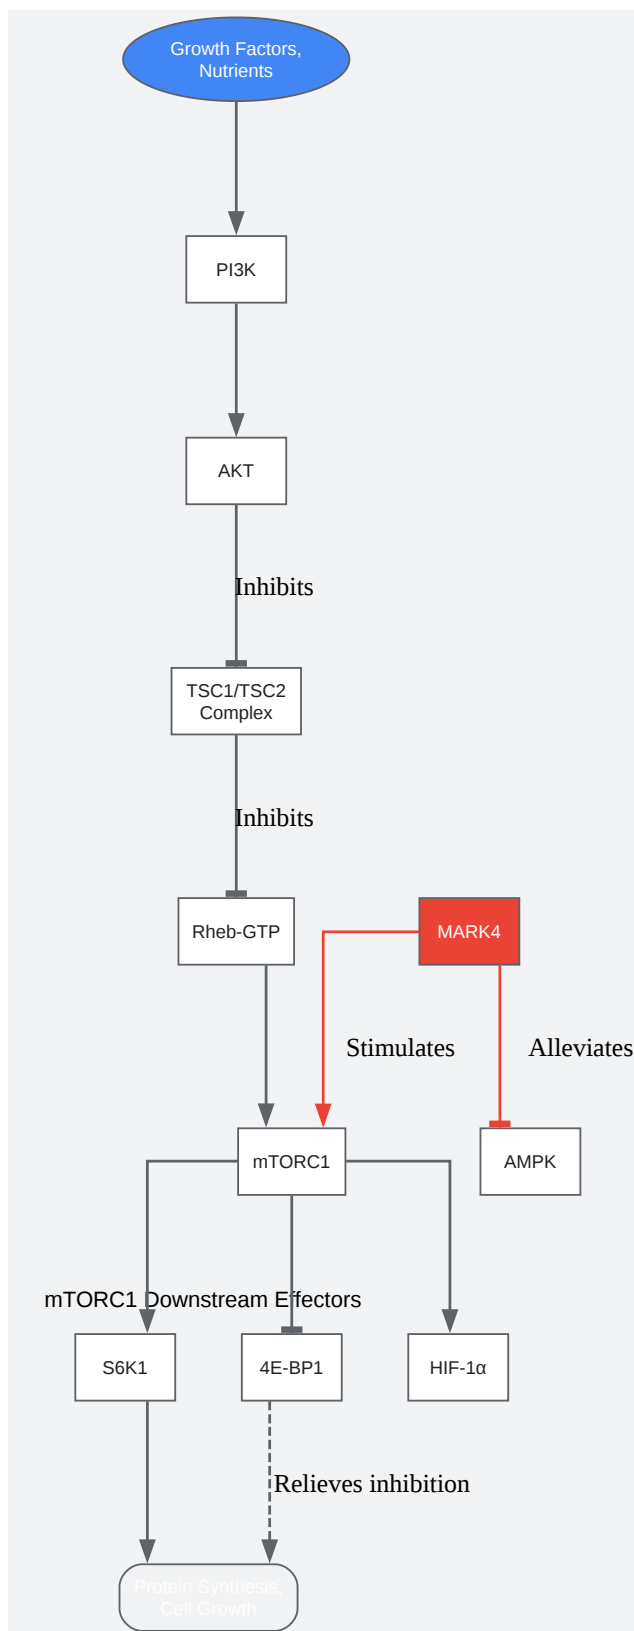 Growth Factors,
Nutrients
PI3K
AKT
Inhibits
TSC1/TSC2
Complex
Inhibits
Rheb-GTP
MARK4
Stimulates
Alleviates
mTORC1
AMPK
mTORC1 Downstream Effectors
S6K1
4E-BP1
HIF-1α
Relieves inhibition
Protein Synthesis,
Cell Growth